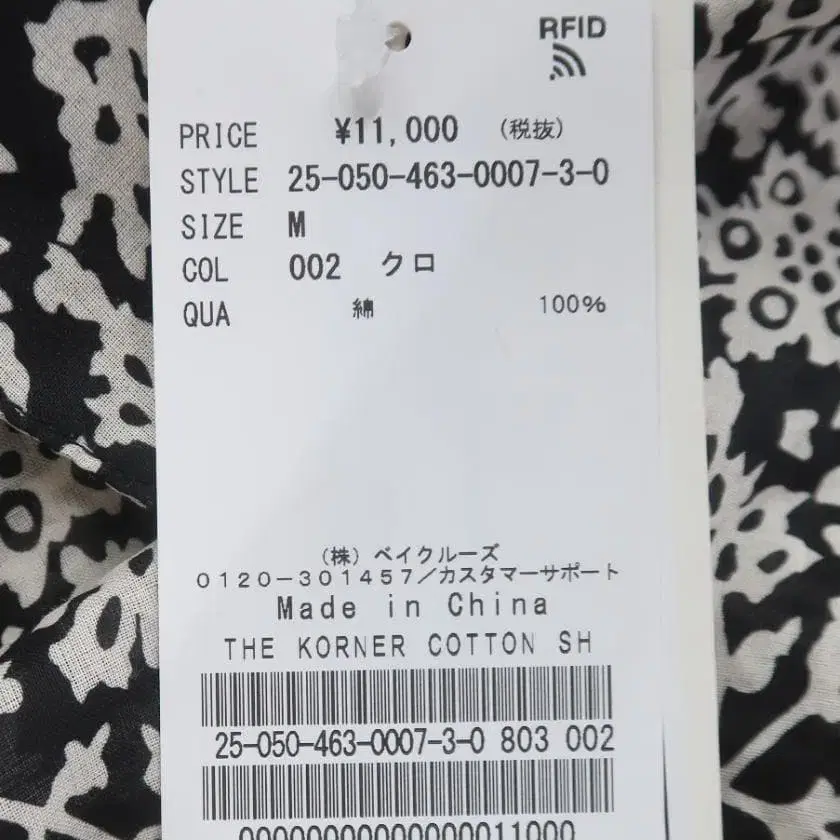 RFID
PRICE ¥11,000 (税抜)
STYLE 25-050-463-0007-3-0
SIZE M
COL 002 クロ
QUA 綿 100%
(株) ベイクルーズ
0120-301457/カスタマーサポート
Made in China
THE KORNER COTTON SH
25-050-463-0007-3-0 803 002